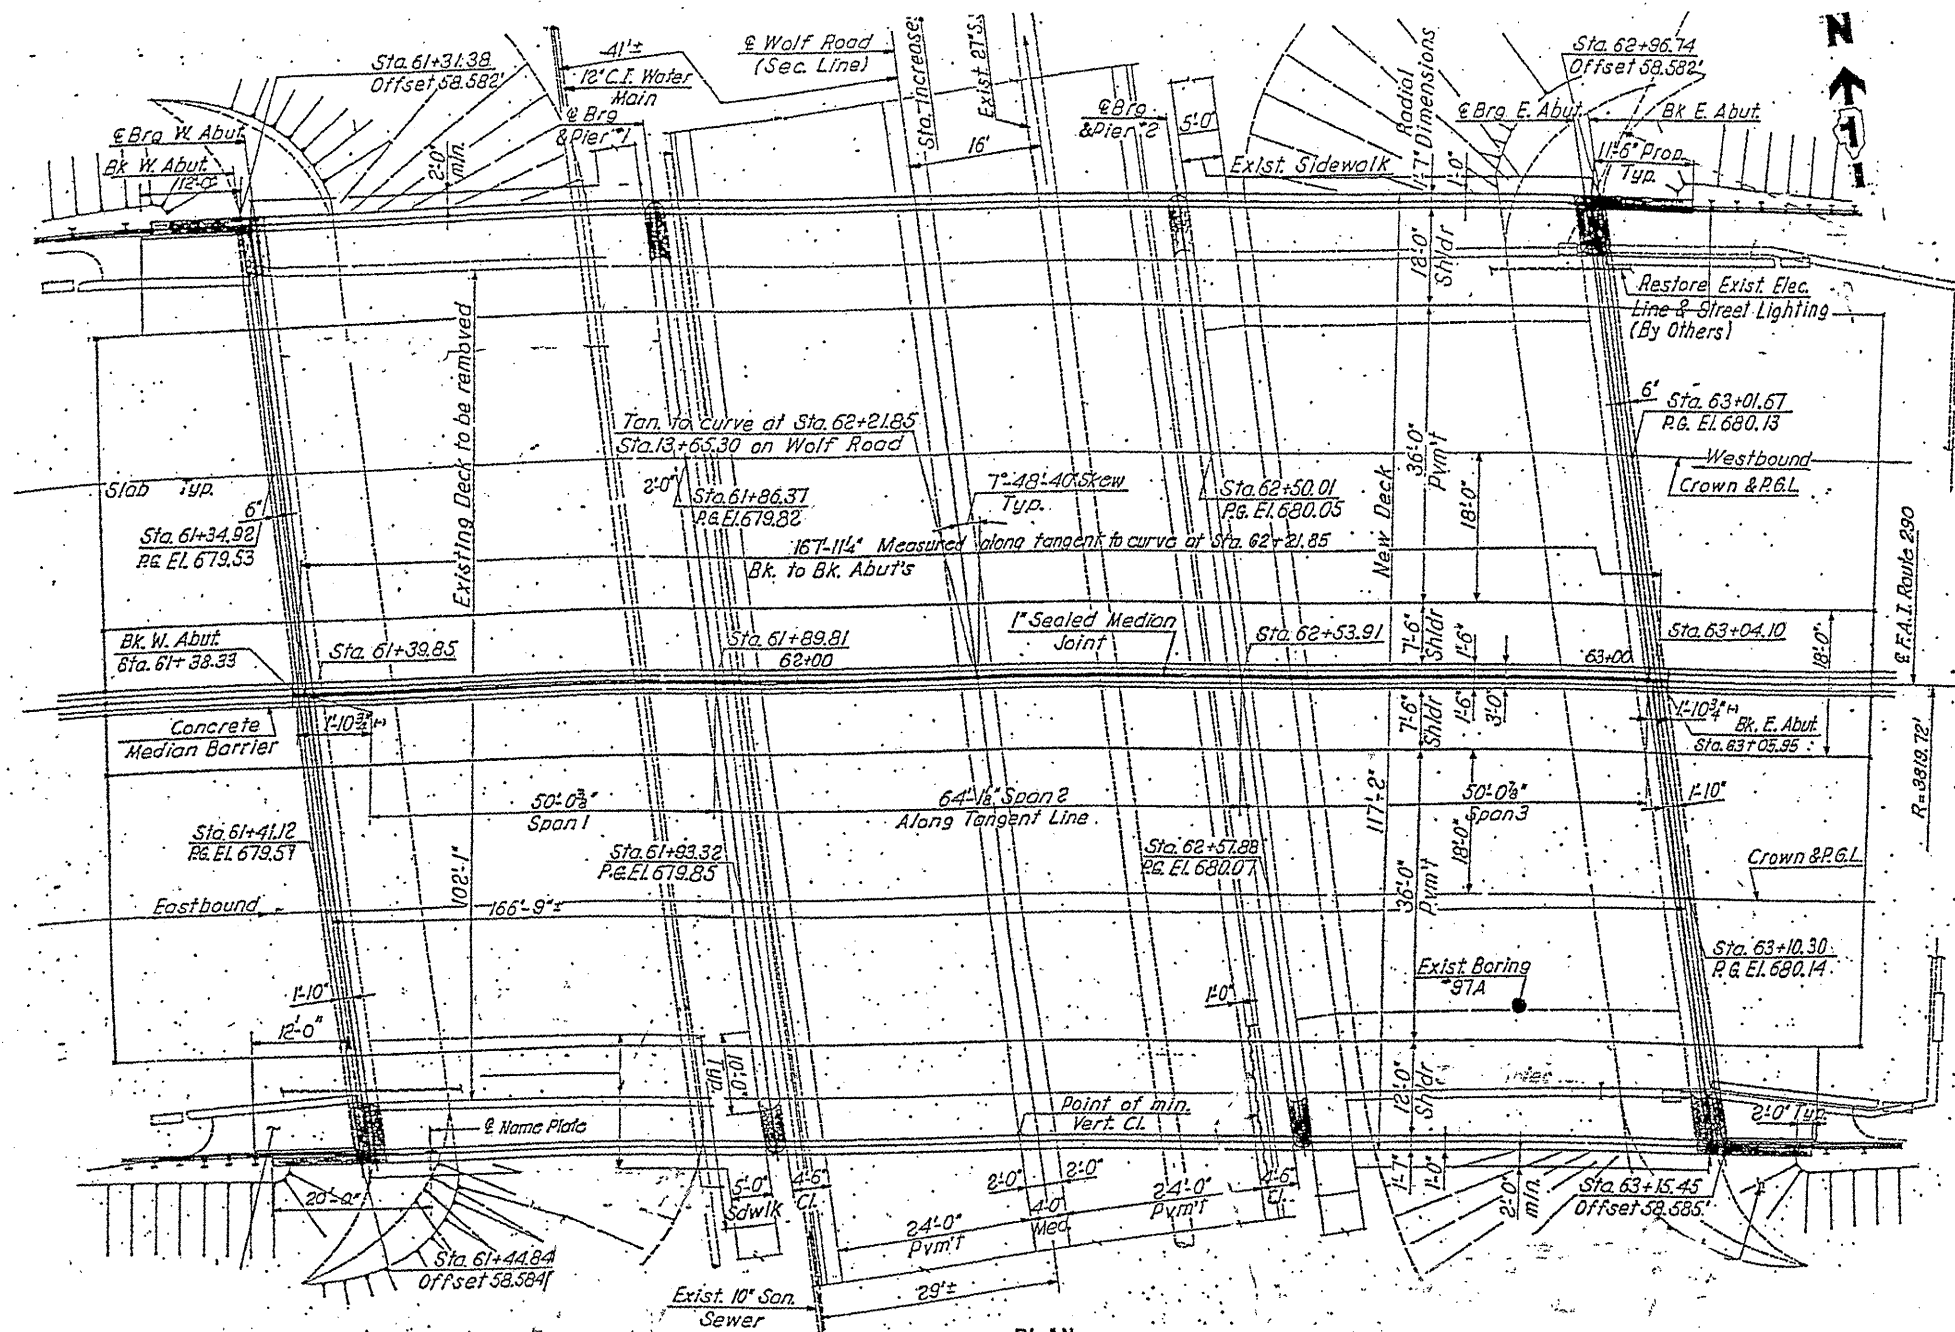 Sta. 61+31.38
Offset 58.582'
41'±
12" C.I. Water
Main
℄ Wolf Road
(Sec. Line)
Sta. Increase
Exist. 27" S.
16'
℄ Brg
& Pier #1
℄ Brg
& Pier #2
5'-0"
Exist. Sidewalk
1'-7"
Radial
Dimensions
1'-0"
Sta. 62+96.74
Offset 58.582'
℄ Brg E. Abut.
Bk E. Abut.
11'-6" Prop.
Typ.
N
1
℄ Brg W. Abut.
Bk W. Abut.
12'-0"
2'-0"
min.
12'-0"
Shldr
Restore Exist. Elec.
Line & Street Lighting
(By Others)
Existing Deck to be removed
102'-1"
Tan. to curve at Sta. 62+21.85
Sta. 13+65.30 on Wolf Road
7°-48'-40" Skew
Typ.
2'-0"
Sta. 61+86.37
P.G. El. 679.82
Sta. 62+50.01
P.G. El. 680.05
New Deck
117'-2"
36'-0"
Pvm't
18'-0"
6"
Sta. 63+01.67
P.G. El. 680.13
Westbound
Crown & P.G.L.
Slab Typ.
6"
Sta. 61+34.92
P.G. El. 679.53
167'-11¼" Measured along tangent to curve at Sta. 62+21.85
Bk. to Bk. Abut's
℄ F.A.I. Route 290
Bk. W. Abut.
Sta. 61+38.33
Sta. 61+39.85
Sta. 61+89.81
62+00
1" Sealed Median
Joint
Sta. 62+53.91
7'-6"
Shldr
1'-6"
63+00
Sta. 63+04.10
18'-0"
Concrete
Median Barrier
1'-10¾"
7'-6"
Shldr
1'-6"
3'-0"
1'-10¾"
Bk. E. Abut.
Sta. 63+05.95
R=3819.72'
50'-0⅜"
Span 1
64'-1⅛" Span 2
Along Tangent Line
50'-0⅜"
Span 3
1'-10"
Sta. 61+41.12
P.G. El. 679.57
Sta. 61+93.32
P.G. El. 679.85
Sta. 62+57.88
P.G. El. 680.07
36'-0"
Pvm't
18'-0"
Crown & P.G.L.
Eastbound
166'-9"±
Sta. 63+10.30
P.G. El. 680.14
Exist. Boring
#97A
1'-10"
12'-0"
1'-0"
10'-0"
Typ.
12'-0"
Shldr
℄ Name Plate
Point of min.
Vert. Cl.
2'-0" Typ.
20'-0"
5'-0"
Sdwlk
4'-6"
Cl.
2'-0"
2'-0"
24'-0"
Pvm't
4'-0"
Med.
24'-0"
Pvm't
4'-6"
Cl.
1'-7"
1'-0"
2'-0"
min.
Sta. 63+15.45
Offset 58.585'
Sta. 61+44.84
Offset 58.584'
29'±
Exist. 10" San.
Sewer
PLAN